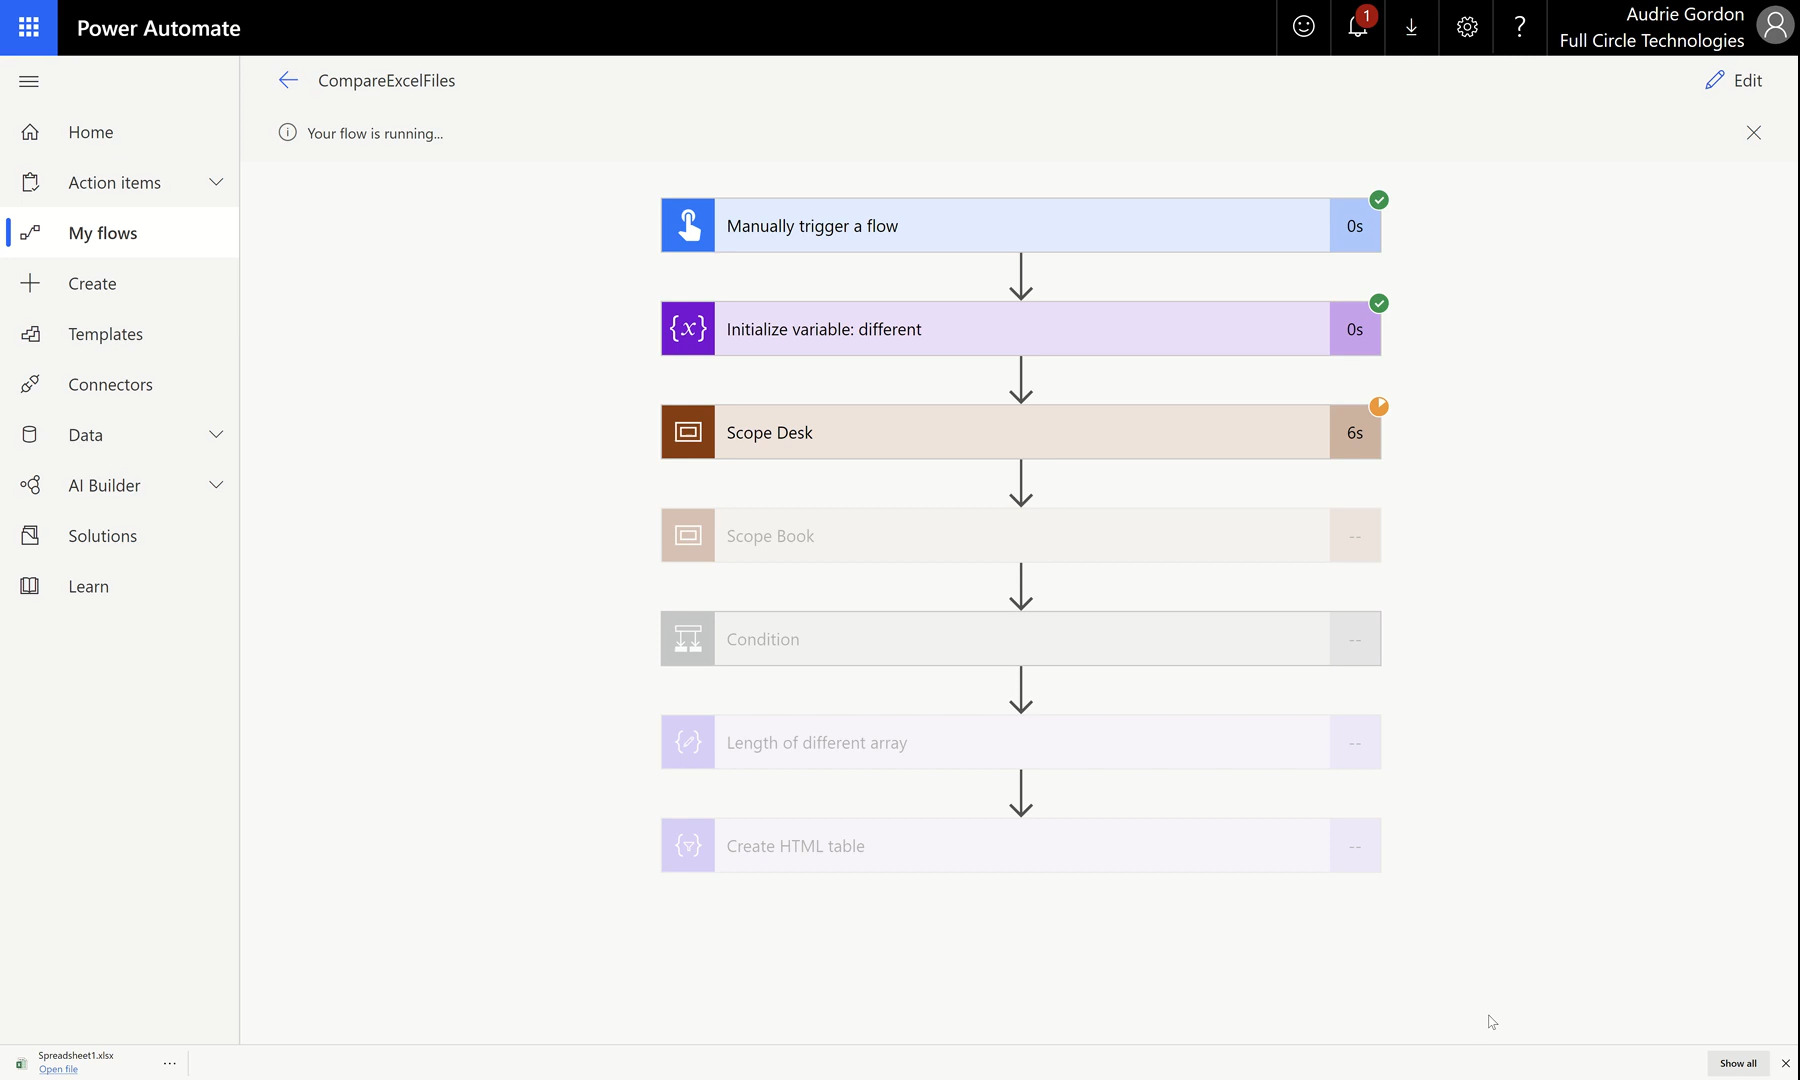 Power Automate
1
?
Audrie Gordon
Full Circle Technologies
CompareExcelFiles
Edit
Your flow is running...
Home
Action items
My flows
Create
Templates
Connectors
Data
AI Builder
Solutions
Learn
Manually trigger a flow
0s
{x}
Initialize variable: different
0s
Scope Desk
6s
Scope Book
--
Condition
--
Length of different array
--
Create HTML table
--
Spreadsheet1.xlsx
Open file
...
Show all